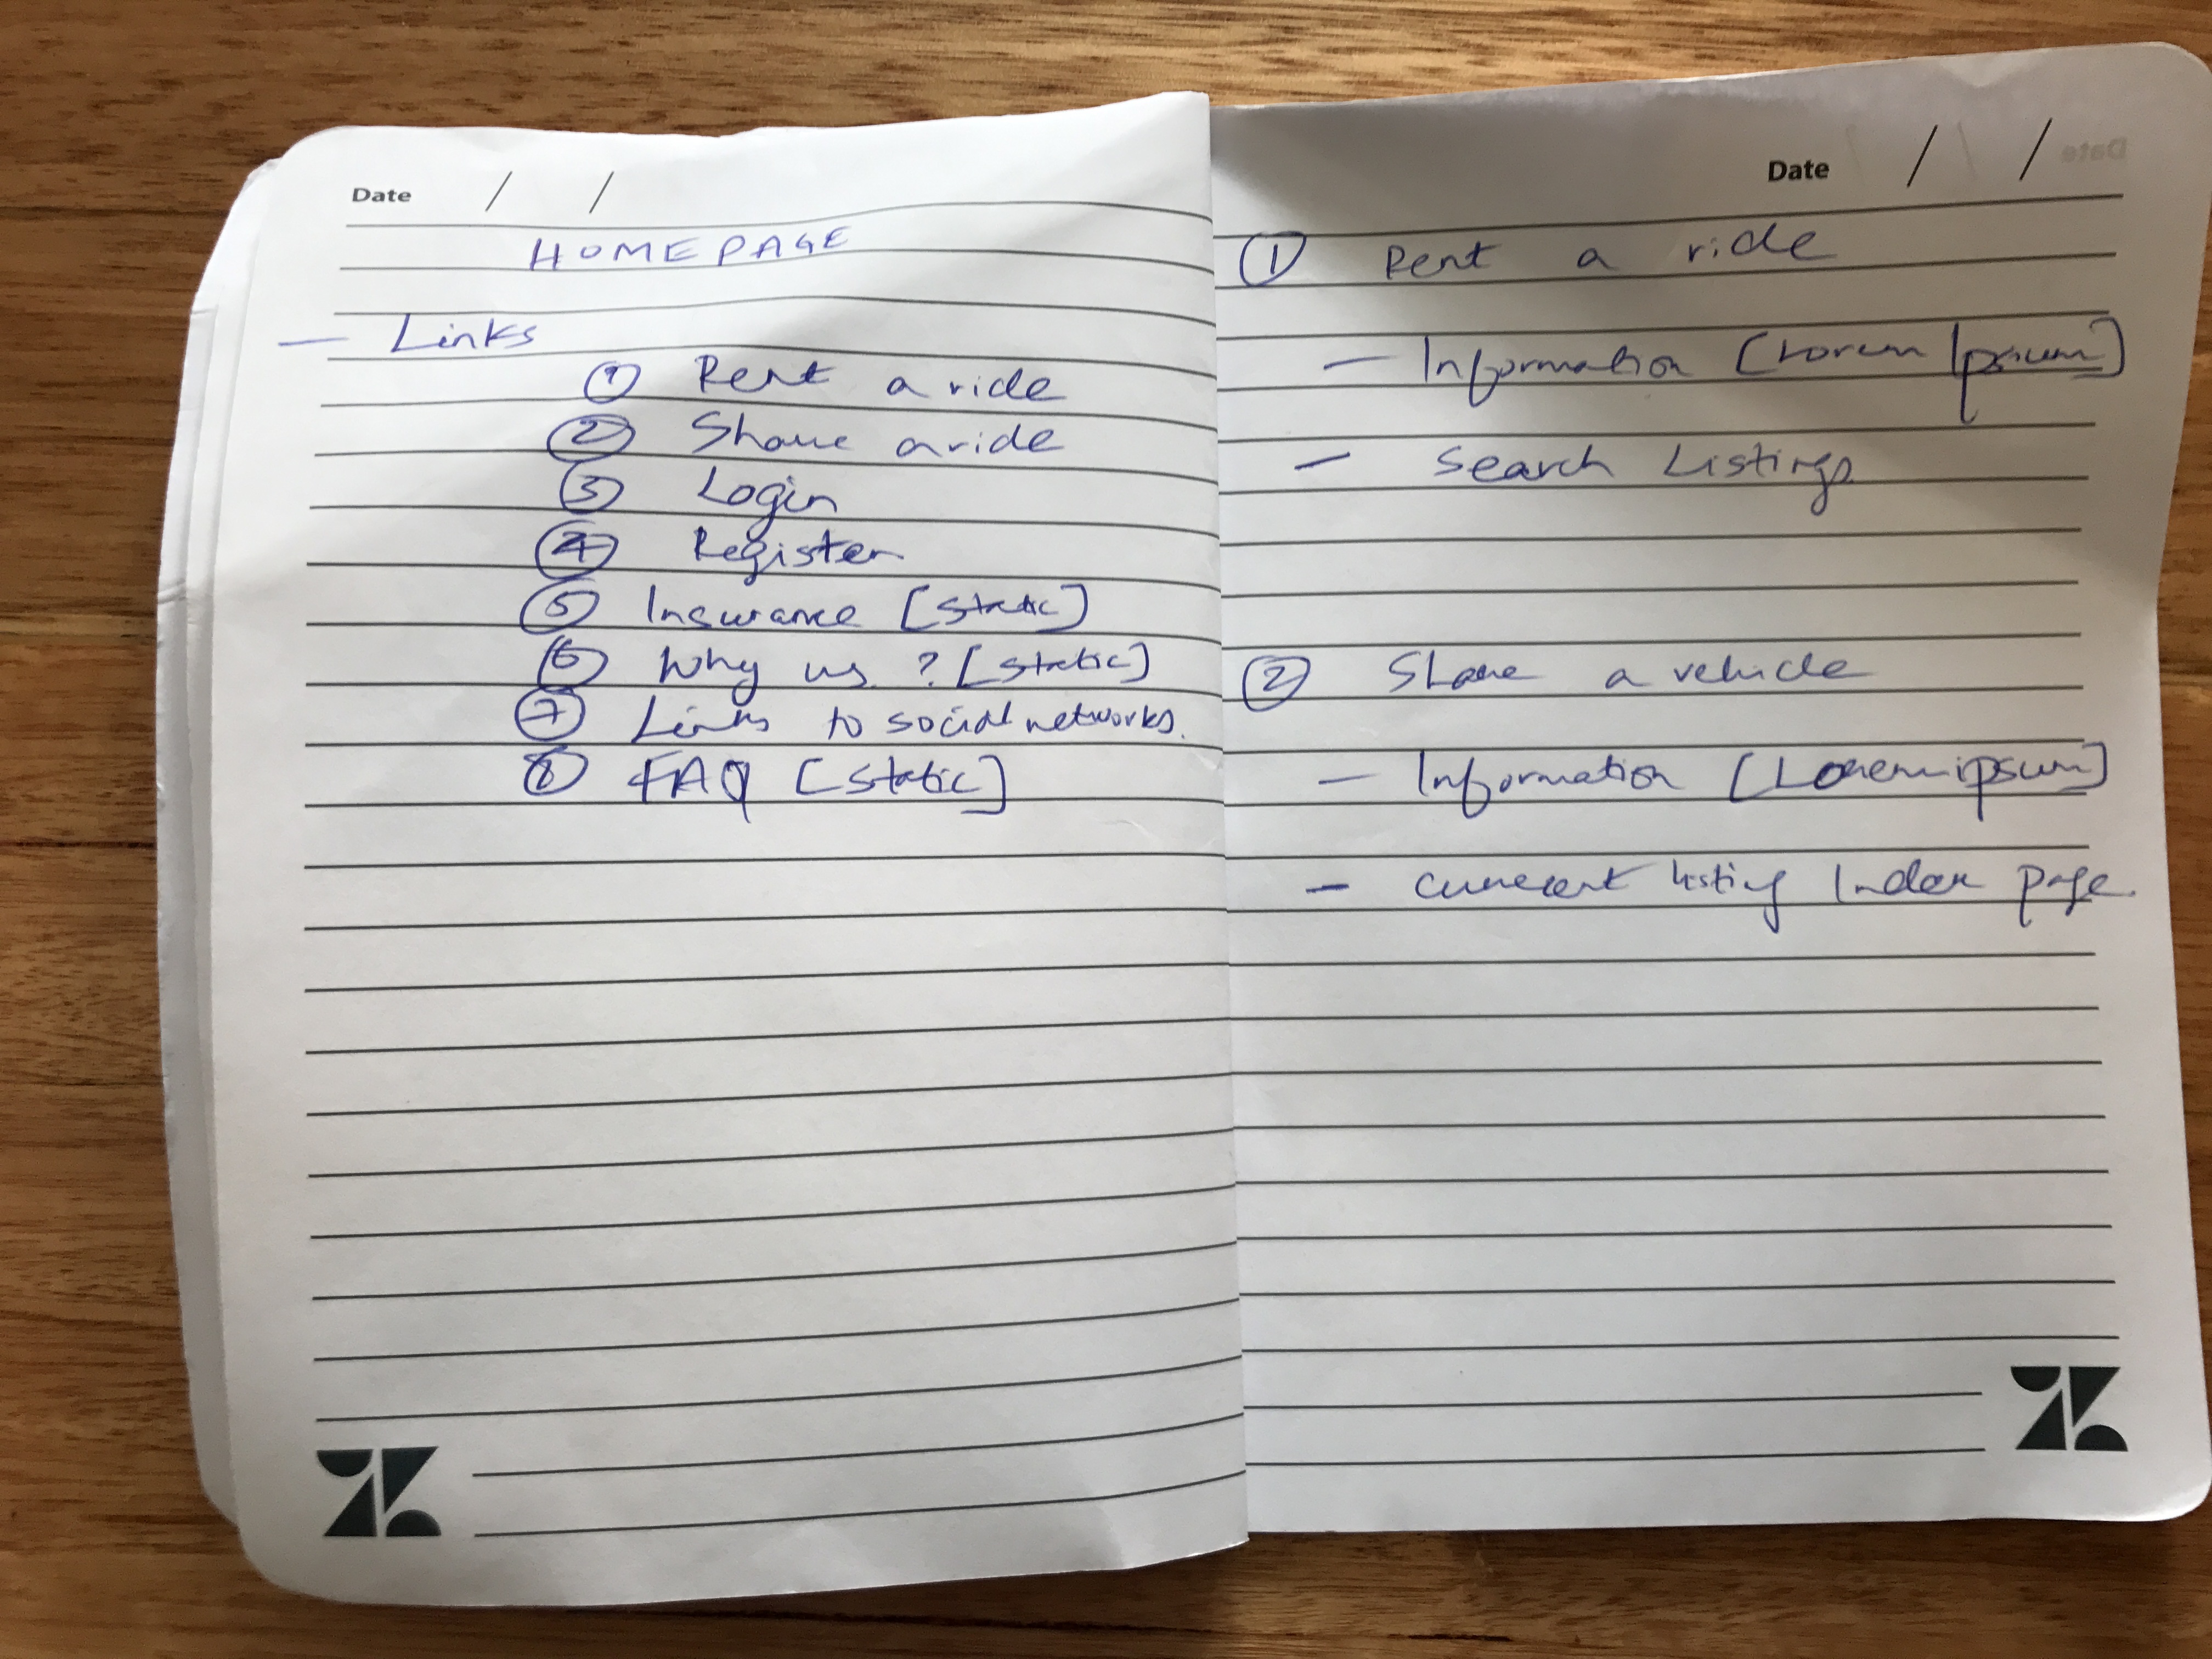 Date / /
HOMEPAGE
— Links
① Rent a ride
② Share a ride
③ Login
④ Register
⑤ Insurance [static]
⑥ Why us ? [static]
⑦ Links to social networks.
⑧ FAQ [static]
Date / /
① Rent a ride
— Information [Lorem Ipsum]
— Search Listings
② Share a vehicle
— Information [Lorem ipsum]
— current listing Index page.